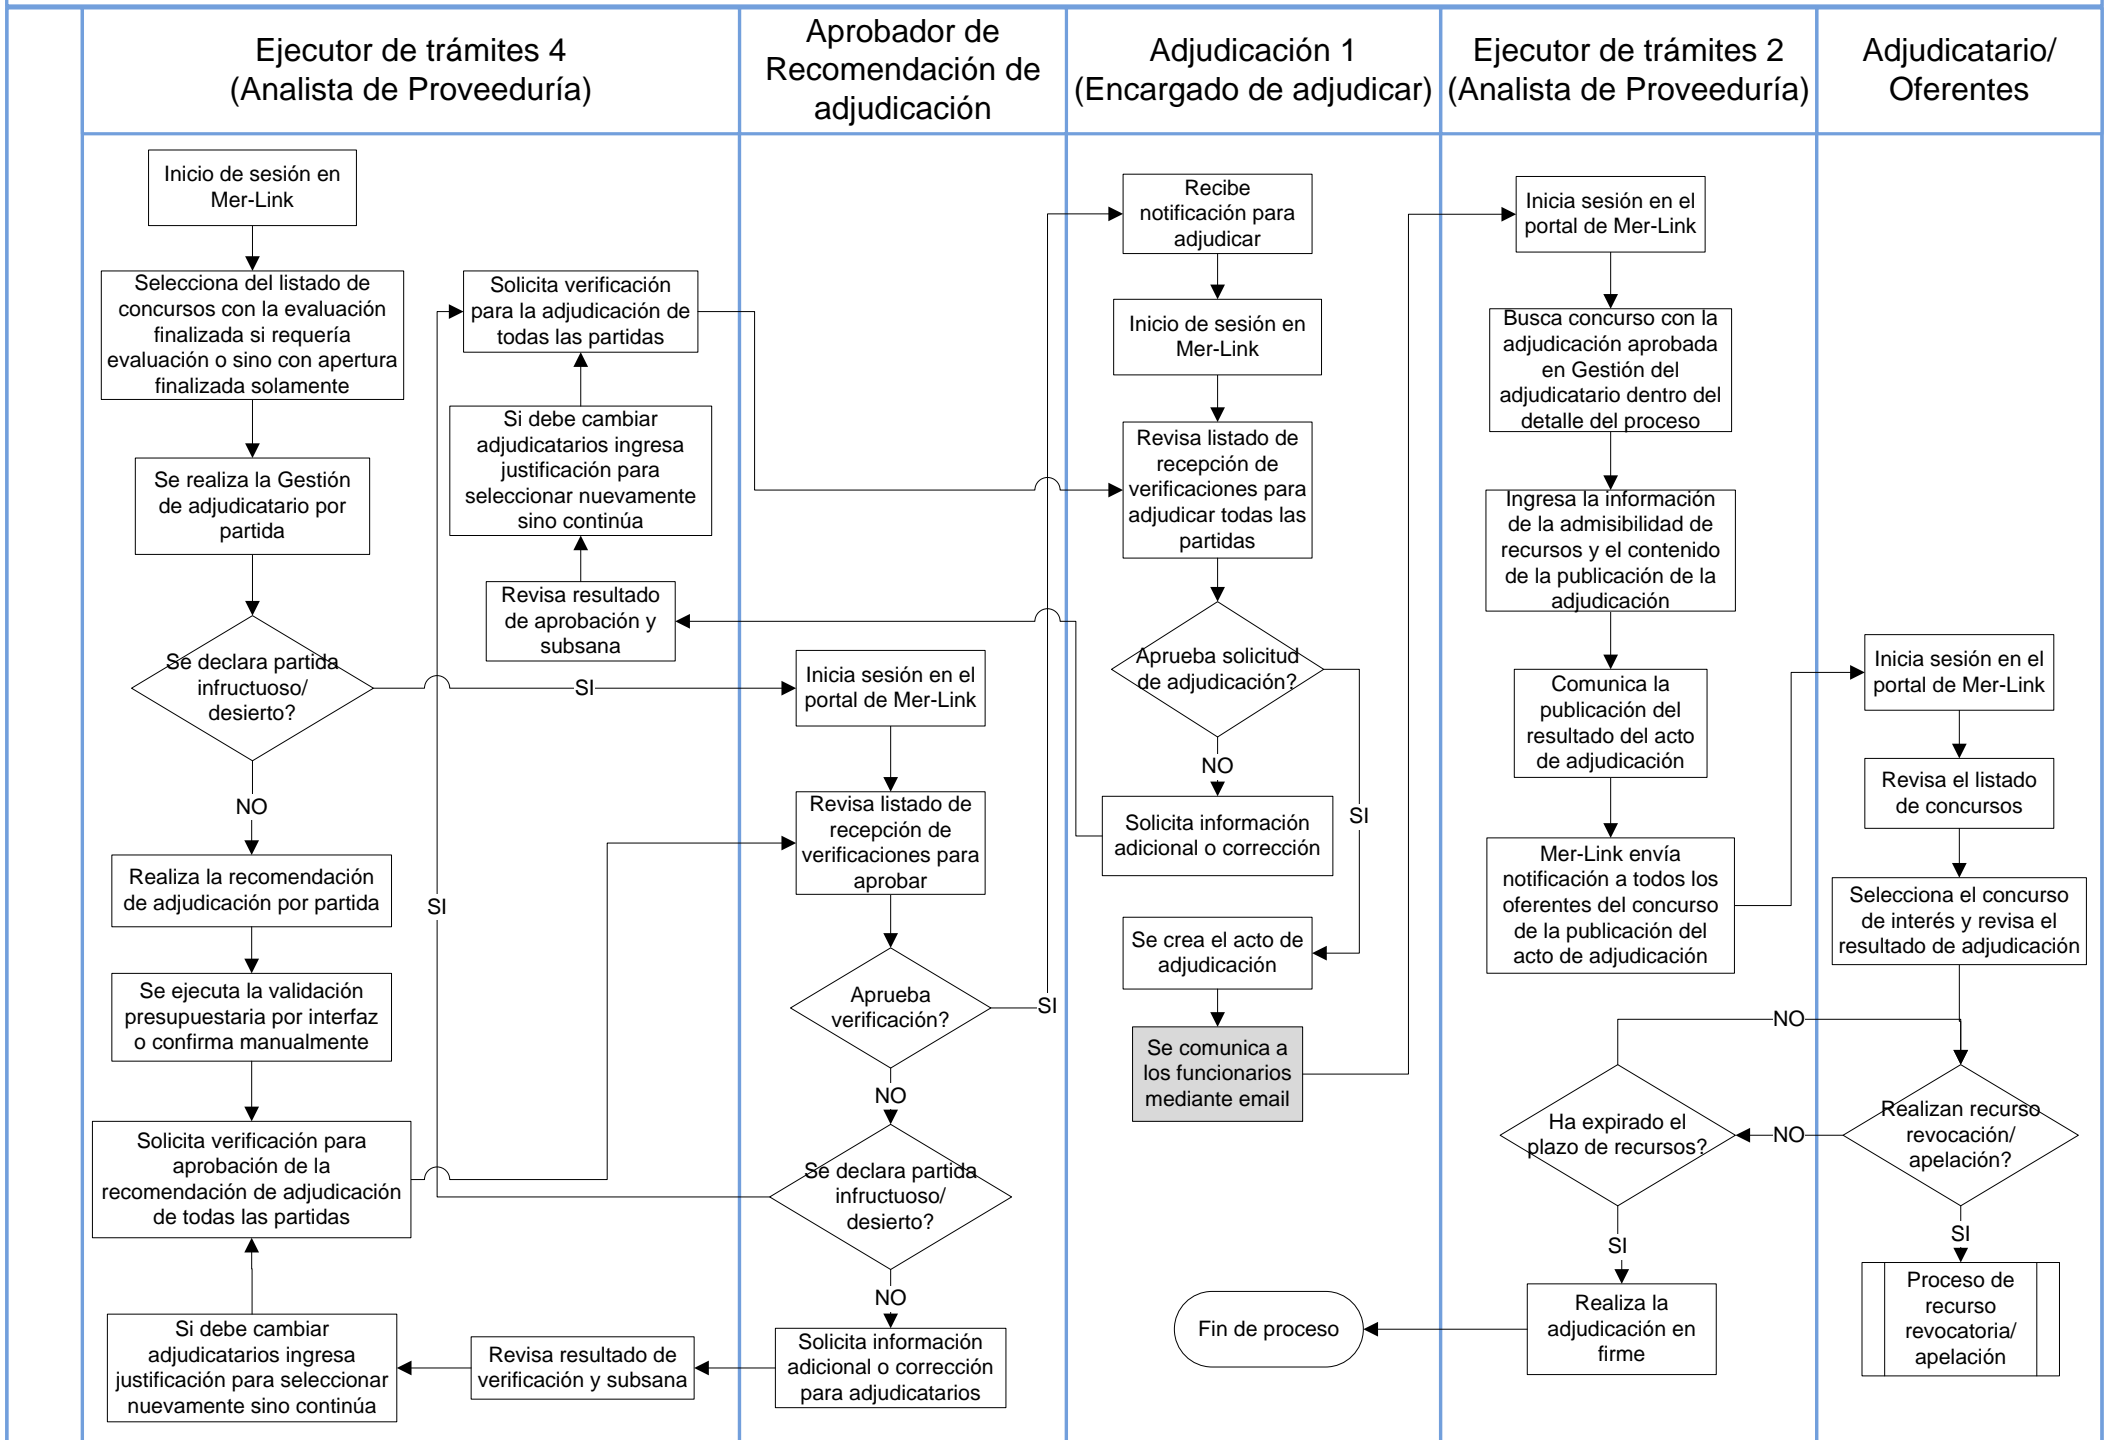 Ejecutor de trámites 4
(Analista de Proveeduría)
Aprobador de
Recomendación de
adjudicación
Adjudicación 1
(Encargado de adjudicar)
Ejecutor de trámites 2
(Analista de Proveeduría)
Adjudicatario/
Oferentes
Inicio de sesión en
Mer-Link
Selecciona del listado de
concursos con la evaluación
finalizada si requería
evaluación o sino con apertura
finalizada solamente
Se realiza la Gestión
de adjudicatario por
partida
Se declara partida
infructuoso/
desierto?
SI
NO
Realiza la recomendación
de adjudicación por partida
Se ejecuta la validación
presupuestaria por interfaz
o confirma manualmente
Solicita verificación para
aprobación de la
recomendación de adjudicación
de todas las partidas
Si debe cambiar
adjudicatarios ingresa
justificación para seleccionar
nuevamente sino continúa
Solicita verificación
para la adjudicación de
todas las partidas
Si debe cambiar
adjudicatarios ingresa
justificación para
seleccionar nuevamente
sino continúa
Revisa resultado
de aprobación y
subsana
SI
Revisa resultado de
verificación y subsana
Inicia sesión en el
portal de Mer-Link
Revisa listado de
recepción de
verificaciones para
aprobar
Aprueba
verificación?
SI
NO
Se declara partida
infructuoso/
desierto?
NO
Solicita información
adicional o corrección
para adjudicatarios
Recibe
notificación para
adjudicar
Inicio de sesión en
Mer-Link
Revisa listado de
recepción de
verificaciones para
adjudicar todas las
partidas
Aprueba solicitud
de adjudicación?
NO
SI
Solicita información
adicional o corrección
Se crea el acto de
adjudicación
Se comunica a
los funcionarios
mediante email
Fin de proceso
Inicia sesión en el
portal de Mer-Link
Busca concurso con la
adjudicación aprobada
en Gestión del
adjudicatario dentro del
detalle del proceso
Ingresa la información
de la admisibilidad de
recursos y el contenido
de la publicación de la
adjudicación
Comunica la
publicación del
resultado del acto
de adjudicación
Mer-Link envía
notificación a todos los
oferentes del concurso
de la publicación del
acto de adjudicación
NO
Ha expirado el
plazo de recursos?
NO
SI
Realiza la
adjudicación en
firme
Inicia sesión en el
portal de Mer-Link
Revisa el listado
de concursos
Selecciona el concurso
de interés y revisa el
resultado de adjudicación
Realizan recurso
revocación/
apelación?
SI
Proceso de
recurso
revocatoria/
apelación